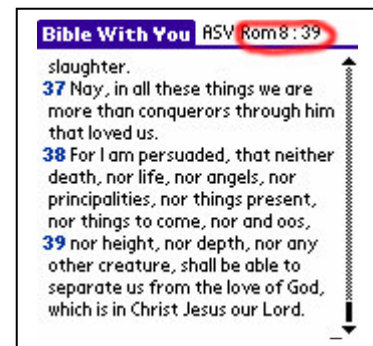 Bible With You ASV Rom 8 : 39
slaughter.
37 Nay, in all these things we are
more than conquerors through him
that loved us.
38 For I am persuaded, that neither
death, nor life, nor angels, nor
principalities, nor things present,
nor things to come, nor and oos,
39 nor height, nor depth, nor any
other creature, shall be able to
separate us from the love of God,
which is in Christ Jesus our Lord.